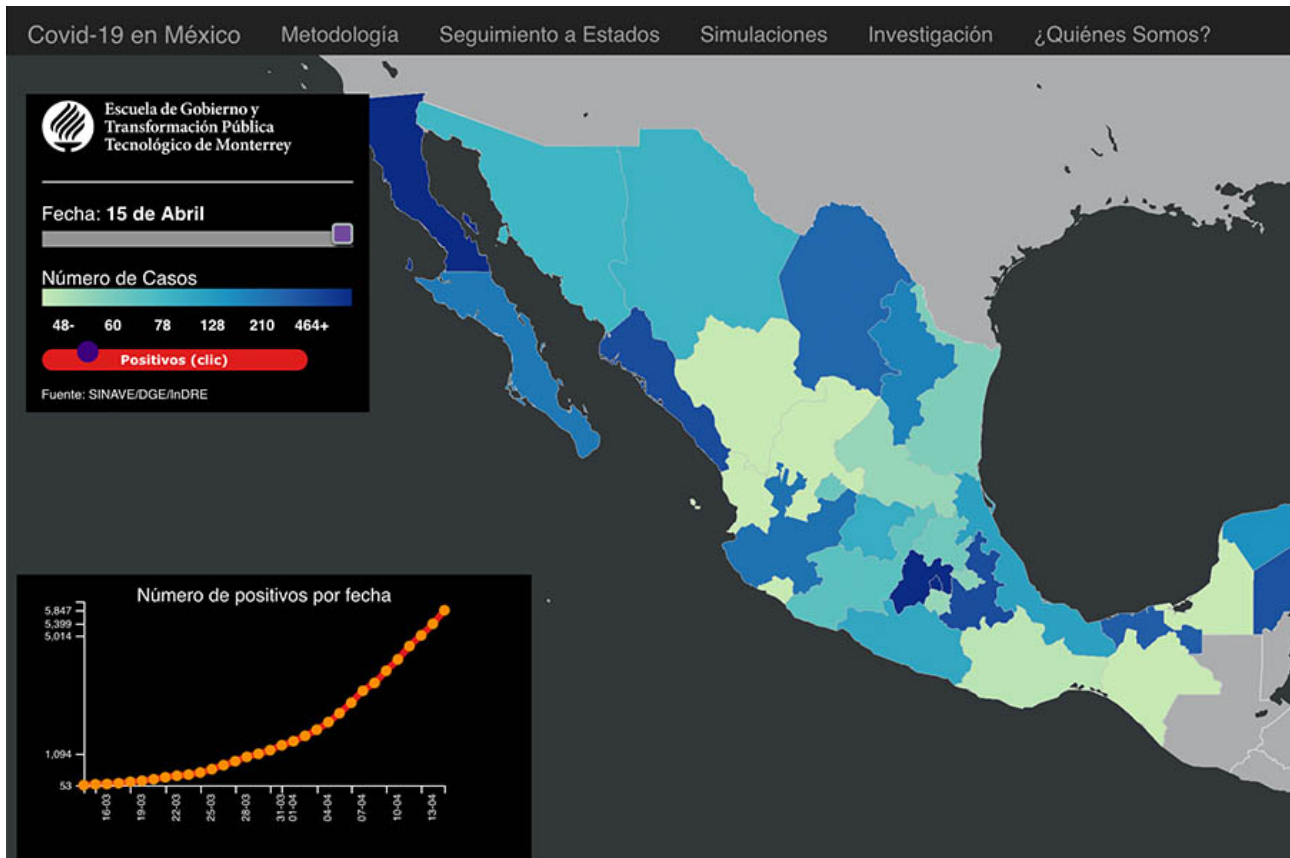 Covid-19 en México Metodología Seguimiento a Estados Simulaciones Investigación ¿Quiénes Somos?
Escuela de Gobierno y
Transformación Pública
Tecnológico de Monterrey
Fecha: 15 de Abril
Número de Casos
48- 60 78 128 210 464+
Positivos (clic)
Fuente: SINAVE/DGE/InDRE
Número de positivos por fecha
5,847
5,399
5,014
1,094
53
16-03 19-03 22-03 25-03 28-03 31-03 01-04 04-04 07-04 10-04 13-04